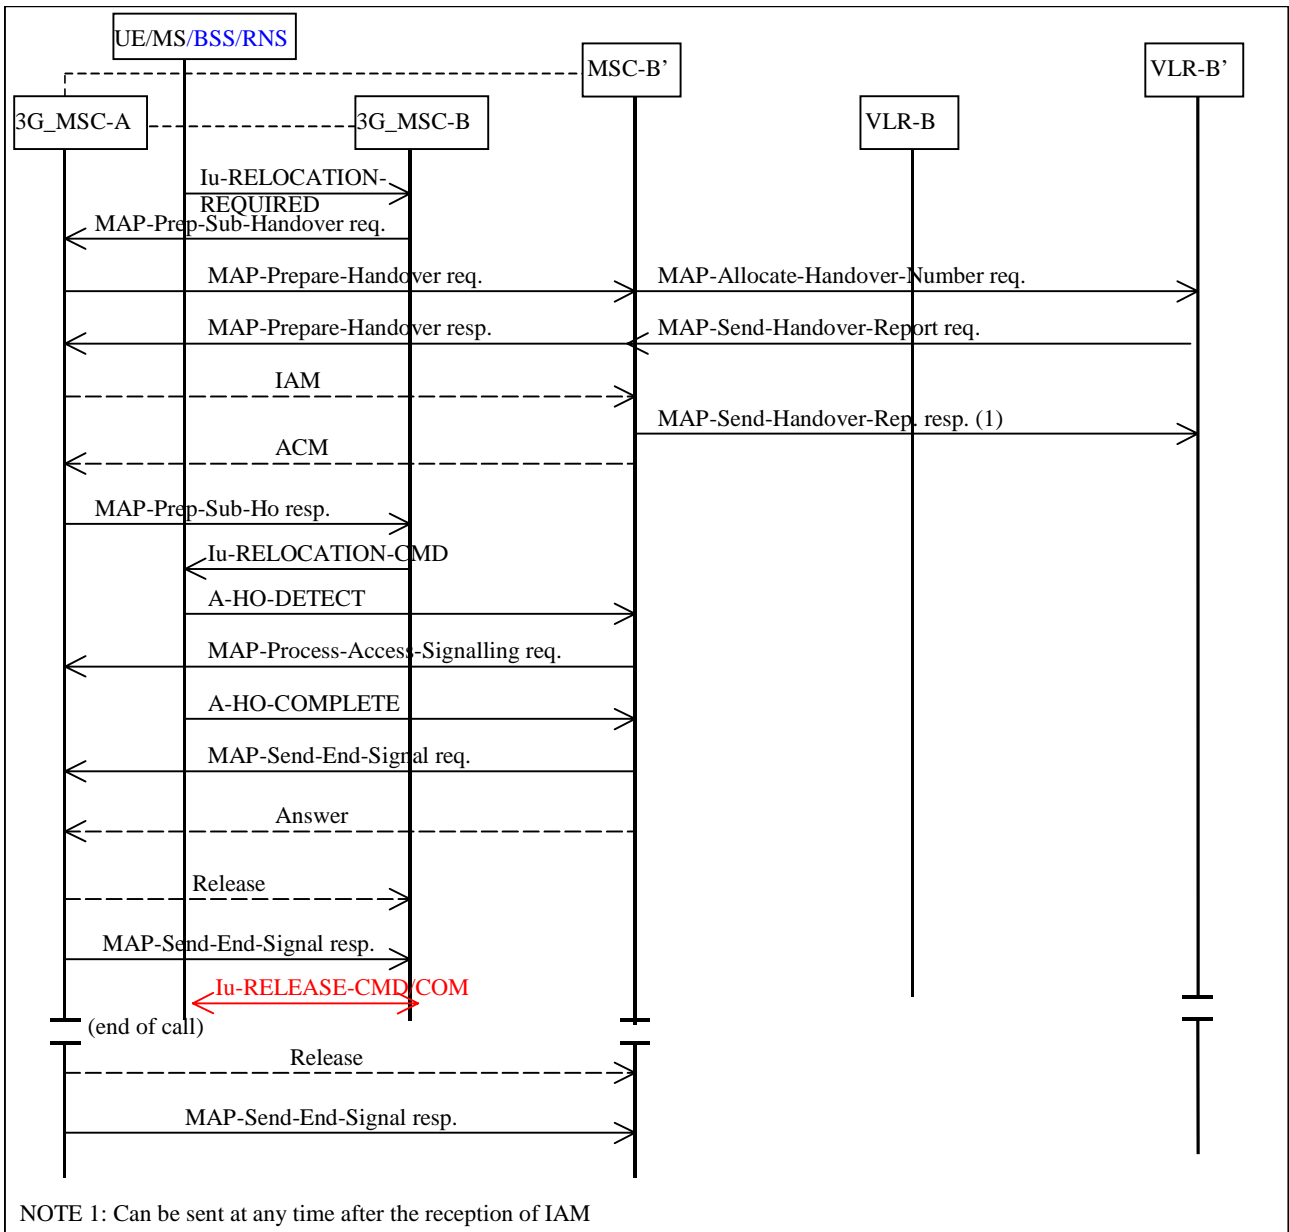 UE/MS/BSS/RNS
MSC-B’
VLR-B’
3G_MSC-A
3G_MSC-B
VLR-B
Iu-RELOCATION-
REQUIRED
MAP-Prep-Sub-Handover req.
MAP-Prepare-Handover req.
MAP-Allocate-Handover-Number req.
MAP-Prepare-Handover resp.
MAP-Send-Handover-Report req.
IAM
MAP-Send-Handover-Rep. resp. (1)
ACM
MAP-Prep-Sub-Ho resp.
Iu-RELOCATION-CMD
A-HO-DETECT
MAP-Process-Access-Signalling req.
A-HO-COMPLETE
MAP-Send-End-Signal req.
Answer
Release
MAP-Send-End-Signal resp.
Iu-RELEASE-CMD/COM
(end of call)
Release
MAP-Send-End-Signal resp.
NOTE 1: Can be sent at any time after the reception of IAM